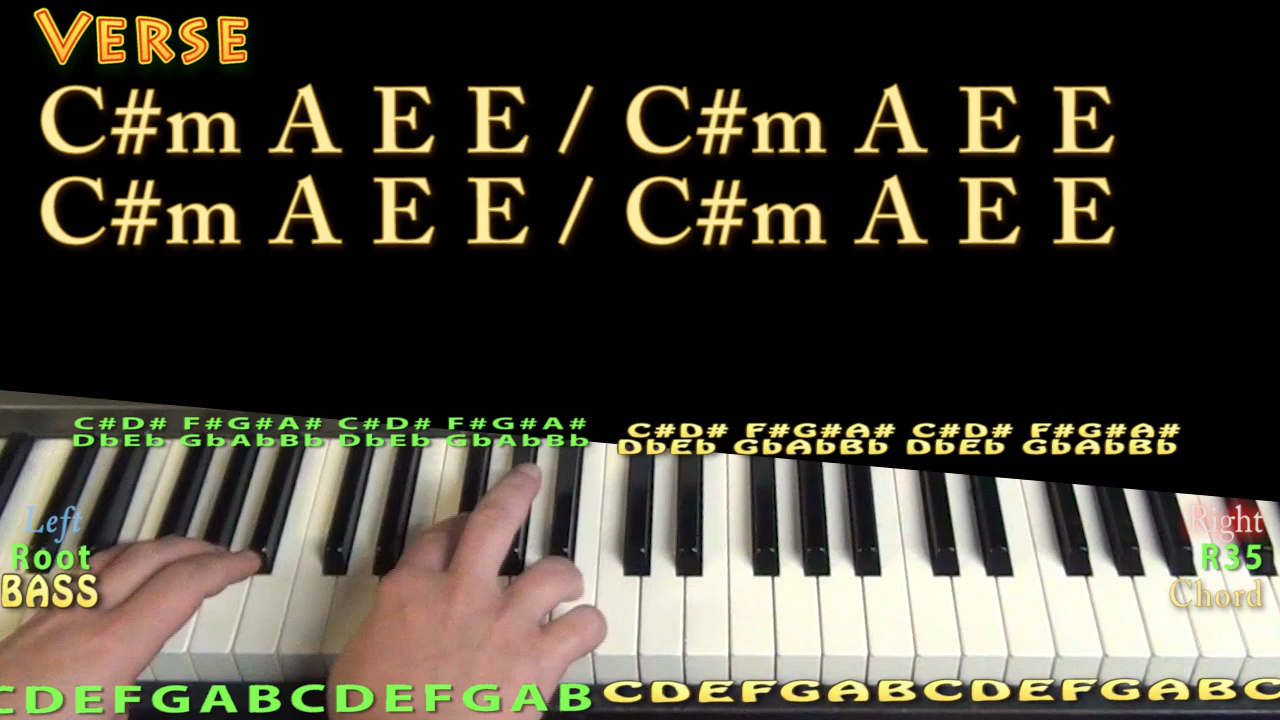 VERSE
C#m A E E / C#m A E E
C#m A E E / C#m A E E
C#D# F#G#A# C#D# F#G#A# C#D# F#G#A# C#D# F#G#A#
DbEb GbAbBb DbEb GbAbBb DbEb GbAbBb DbEb GbAbBb
Left
Root
BASS
Right
R35
Chord
CDEFGABCDEFGAB CDEFGABCDEFGABC